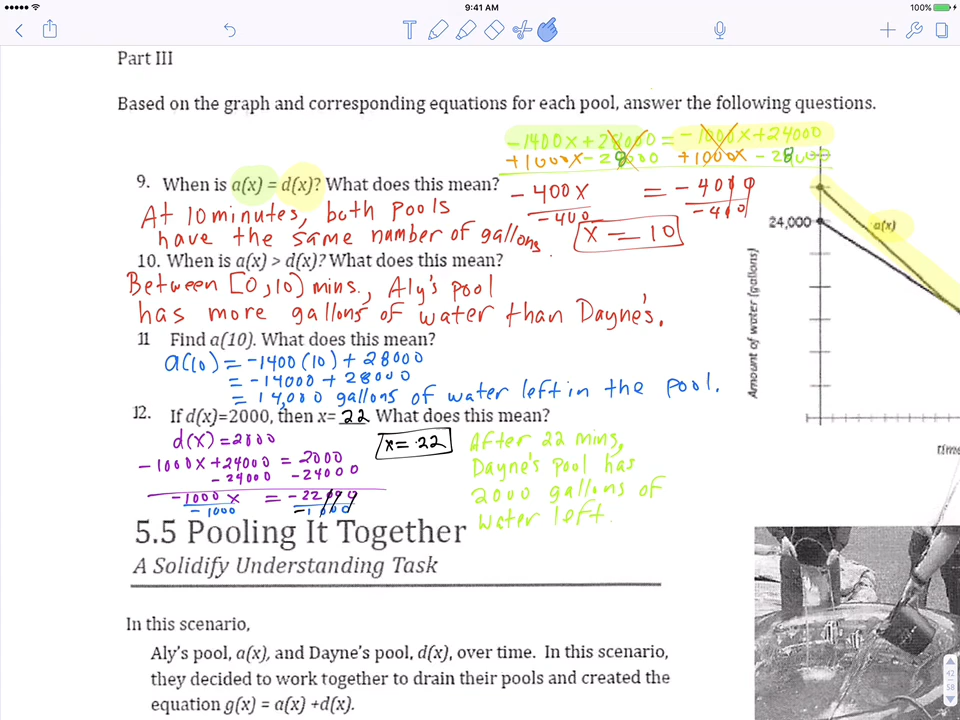 9:41 AM
100%
Part III
Based on the graph and corresponding equations for each pool, answer the following questions.
-1400x+28000 = -1000x+24000
+1000x-28000 +1000x -28000
9. When is a(x) = d(x)? What does this mean?
-400x = -4000
-400 -400
At 10 minutes, both pools
have the same number of gallons
x = 10
10. When is a(x) > d(x)? What does this mean?
Between [0,10) mins., Aly's pool
has more gallons of water than Dayne's.
11 Find a(10). What does this mean?
a(10) = -1400(10) + 28000
= -14000 + 28000
= 14,000 gallons of water left in the pool.
12. If d(x)=2000, then x= 22 What does this mean?
d(x) = 2000
x= 22
-1000x+24000 = 2000
-24000 -24000
-1000x = -22000
-1000 -1000
After 22 mins,
Dayne's pool has
2000 gallons of
water left.
24,000
a(x)
Amount of water (gallons)
time
5.5 Pooling It Together
A Solidify Understanding Task
In this scenario,
Aly's pool, a(x), and Dayne's pool, d(x), over time. In this scenario,
they decided to work together to drain their pools and created the
equation g(x) = a(x) +d(x).
42
58